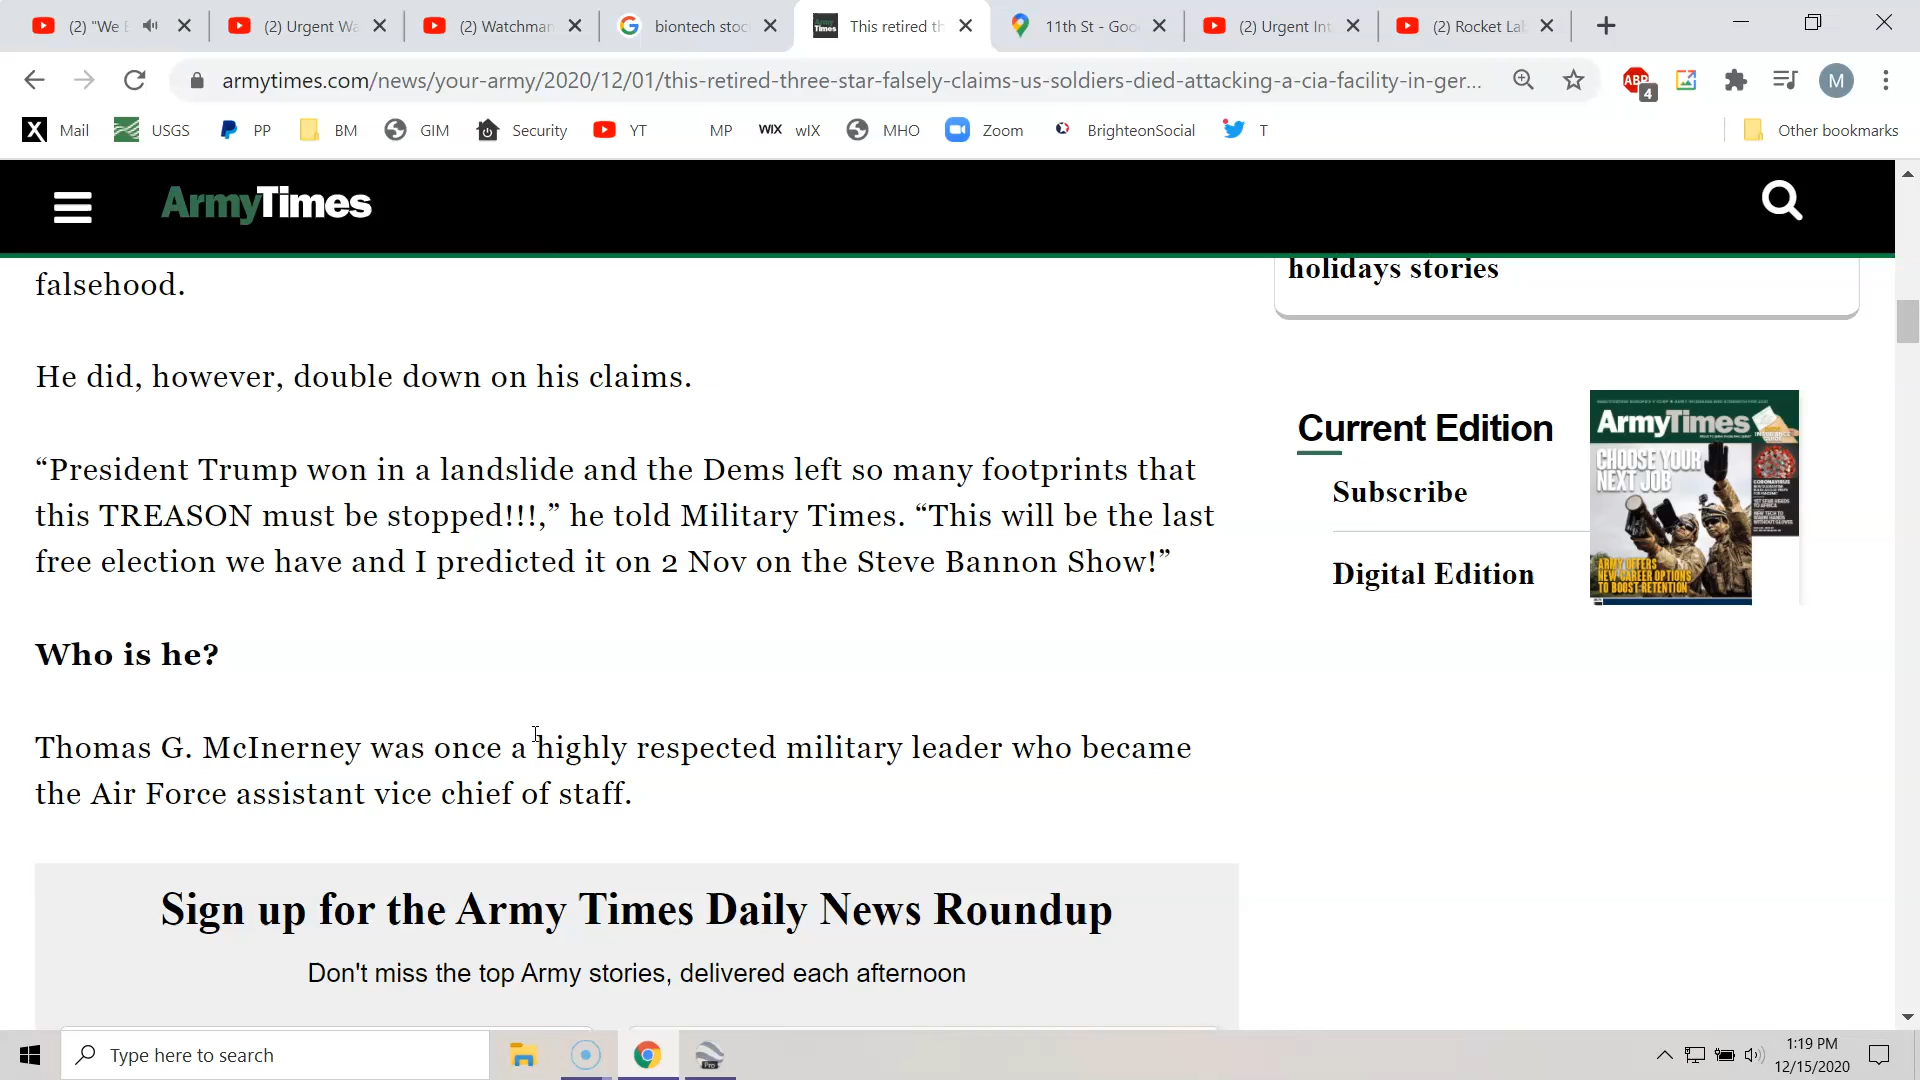 (2) "We B
(2) Urgent Wa
(2) Watchman
biontech stoc
This retired th
11th St - Goo
(2) Urgent Int
(2) Rocket Lab
armytimes.com/news/your-army/2020/12/01/this-retired-three-star-falsely-claims-us-soldiers-died-attacking-a-cia-facility-in-ger...
ABP
4
M
Mail
USGS
PP
BM
GIM
Security
YT
MP
WIX
wIX
MHO
Zoom
BrighteonSocial
T
Other bookmarks
ArmyTimes
falsehood.
He did, however, double down on his claims.
“President Trump won in a landslide and the Dems left so many footprints that
this TREASON must be stopped!!!,” he told Military Times. “This will be the last
free election we have and I predicted it on 2 Nov on the Steve Bannon Show!”
Who is he?
Thomas G. McInerney was once a highly respected military leader who became
the Air Force assistant vice chief of staff.
Sign up for the Army Times Daily News Roundup
Don't miss the top Army stories, delivered each afternoon
holidays stories
Current Edition
Subscribe
Digital Edition
ArmyTimes
CHOOSE YOUR
NEXT JOB
CORONAVIRUS
ARMY OFFERS
NEW CAREER OPTIONS
TO BOOST RETENTION
Type here to search
1:19 PM
12/15/2020